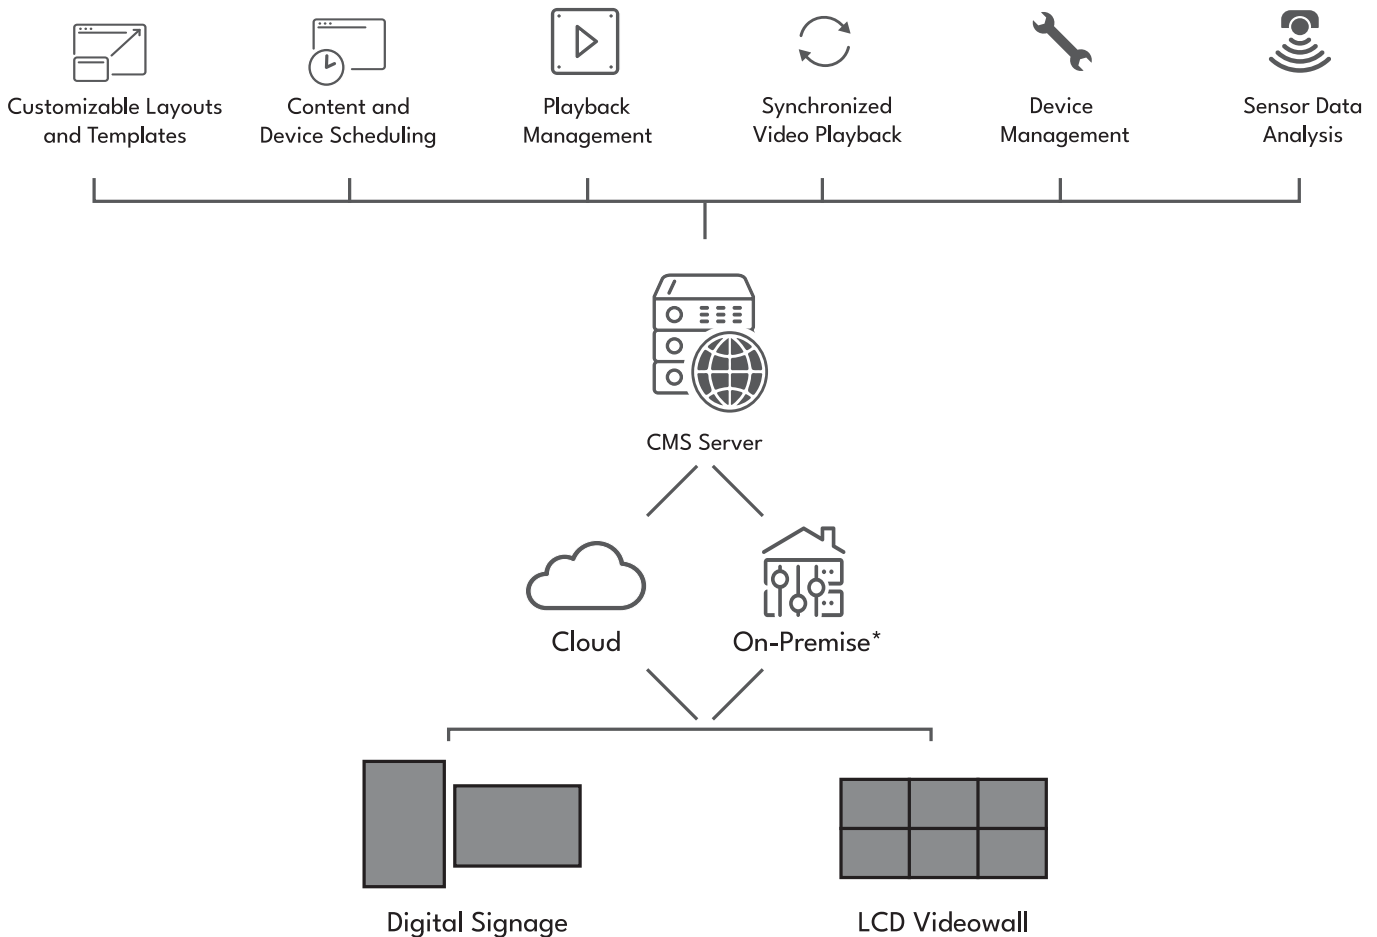 Customizable Layouts
and Templates
Content and
Device Scheduling
Playback
Management
Synchronized
Video Playback
Device
Management
Sensor Data
Analysis
CMS Server
Cloud
On-Premise*
Digital Signage
LCD Videowall